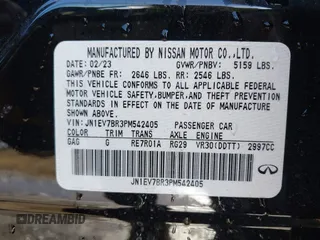 MANUFACTURED BY NISSAN MOTOR CO.,LTD.
DATE: 02/23 GVWR/PNBV: 5159 LBS.
GAWR/PNBE FR: 2646 LBS. RR: 2546 LBS.
THIS VEHICLE CONFORMS TO ALL APPLICABLE
FEDERAL MOTOR VEHICLE
SAFETY,BUMPER,AND THEFT PREVENTION
STANDARDS IN EFFECT ON THE DATE OF
MANUFACTURE SHOWN ABOVE.
VIN: JN1EV7BR3PM542405 PASSENGER CAR
COLOR TRIM TRANS AXLE ENGINE
GAG G RE7R01A RG29 VR30(DDTT) 2997CC
JN1EV7BR3PM542405
INFINITI
© DREAMBID